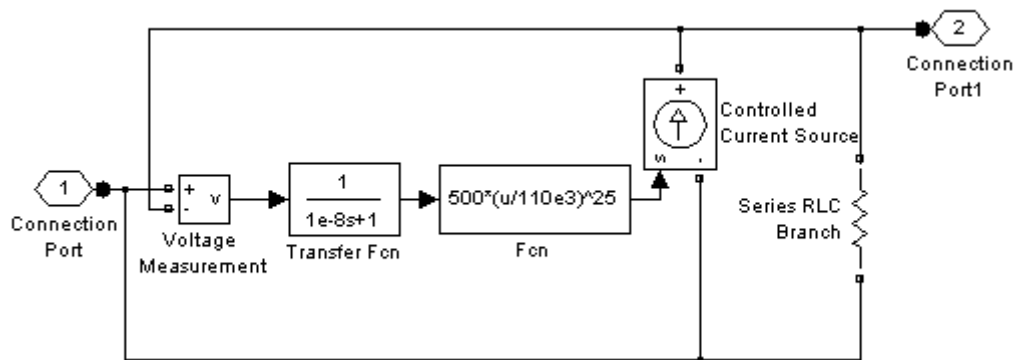 2
Connection
Port1
+
Controlled
Current Source
s -
1
Connection
Port
+
-
v
Voltage
Measurement
1
1e-8s+1
Transfer Fcn
500*(u/110e3)^25
Fcn
Series RLC
Branch